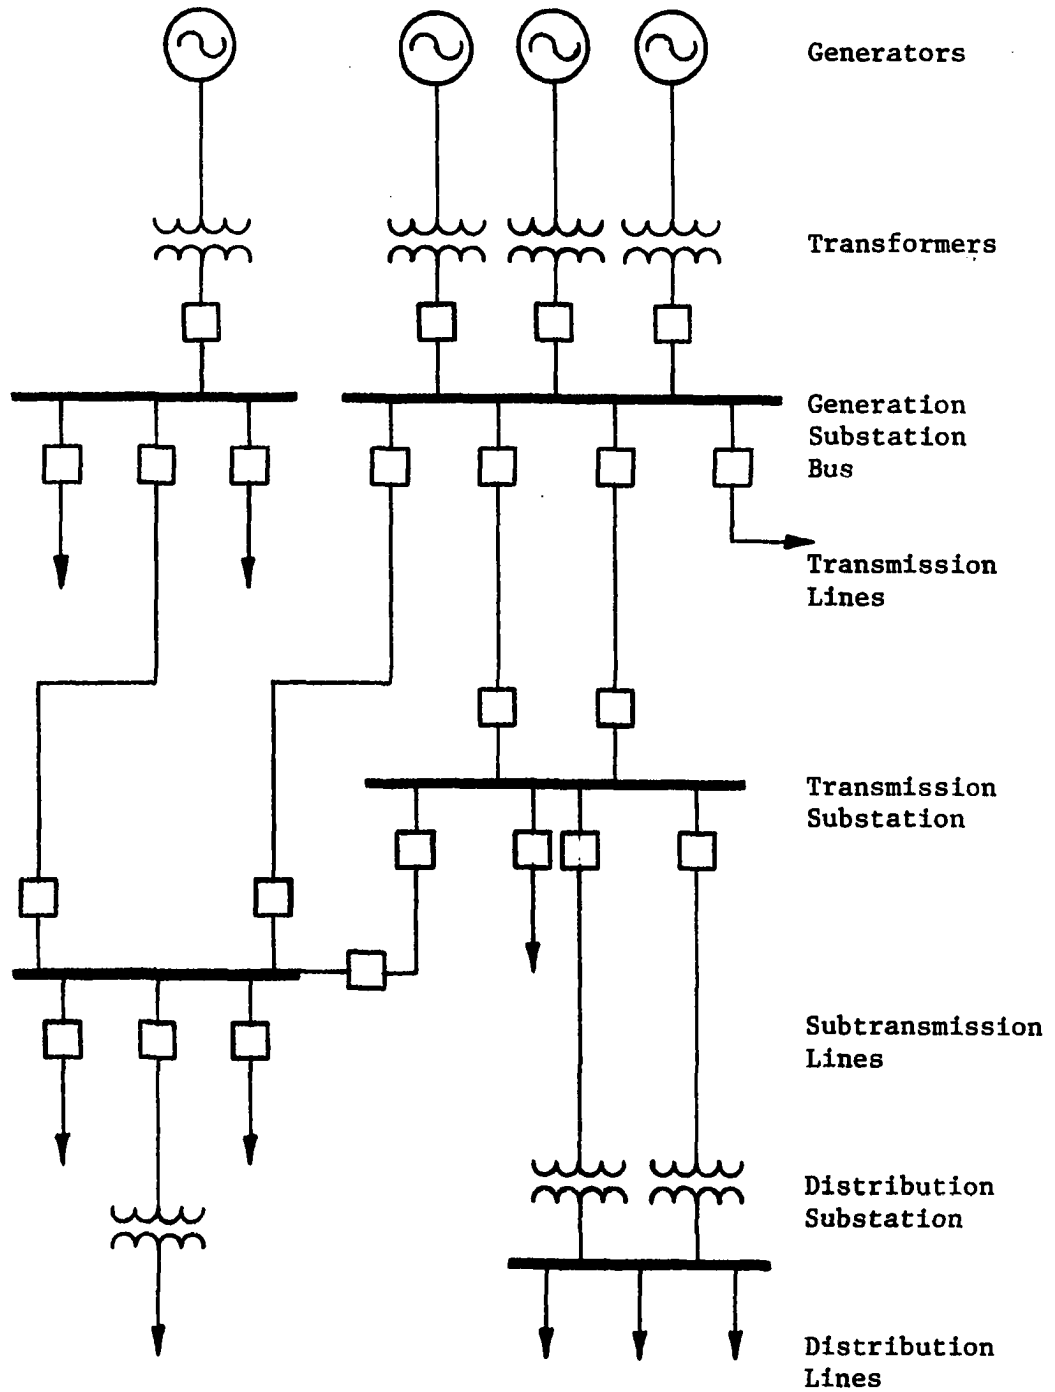 Generators
Transformers
Generation
Substation
Bus
Transmission
Lines
Transmission
Substation
Subtransmission
Lines
Distribution
Substation
Distribution
Lines